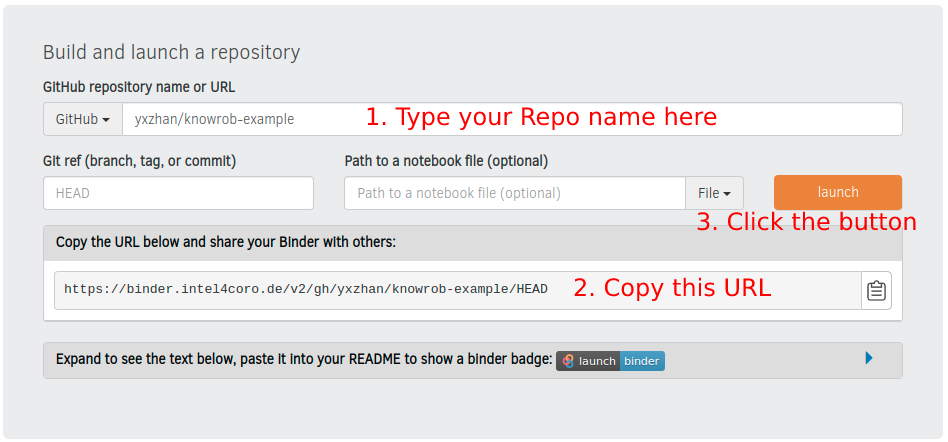 Build and launch a repository
GitHub repository name or URL
GitHub yxzhan/knowrob-example 1. Type your Repo name here
Git ref (branch, tag, or commit) Path to a notebook file (optional)
HEAD Path to a notebook file (optional) File launch
3. Click the button
Copy the URL below and share your Binder with others:
https://binder.intel4coro.de/v2/gh/yxzhan/knowrob-example/HEAD 2. Copy this URL
Expand to see the text below, paste it into your README to show a binder badge: launch binder